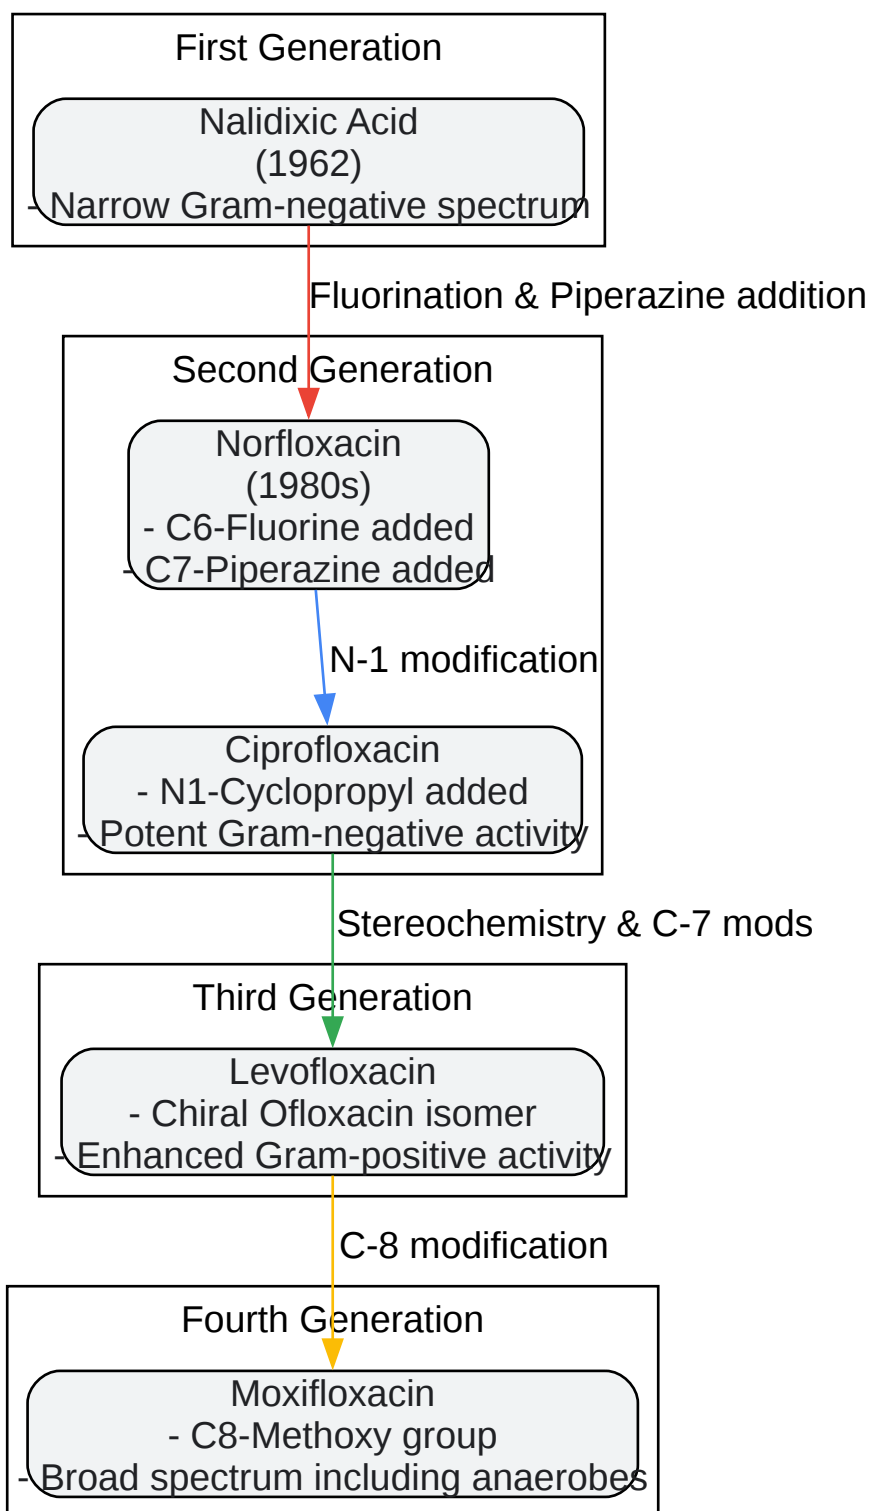 First Generation
Nalidixic Acid
(1962)
- Narrow Gram-negative spectrum
Fluorination & Piperazine addition
Second Generation
Norfloxacin
(1980s)
- C6-Fluorine added
- C7-Piperazine added
N-1 modification
Ciprofloxacin
- N1-Cyclopropyl added
- Potent Gram-negative activity
Stereochemistry & C-7 mods
Third Generation
Levofloxacin
- Chiral Ofloxacin isomer
- Enhanced Gram-positive activity
C-8 modification
Fourth Generation
Moxifloxacin
- C8-Methoxy group
- Broad spectrum including anaerobes